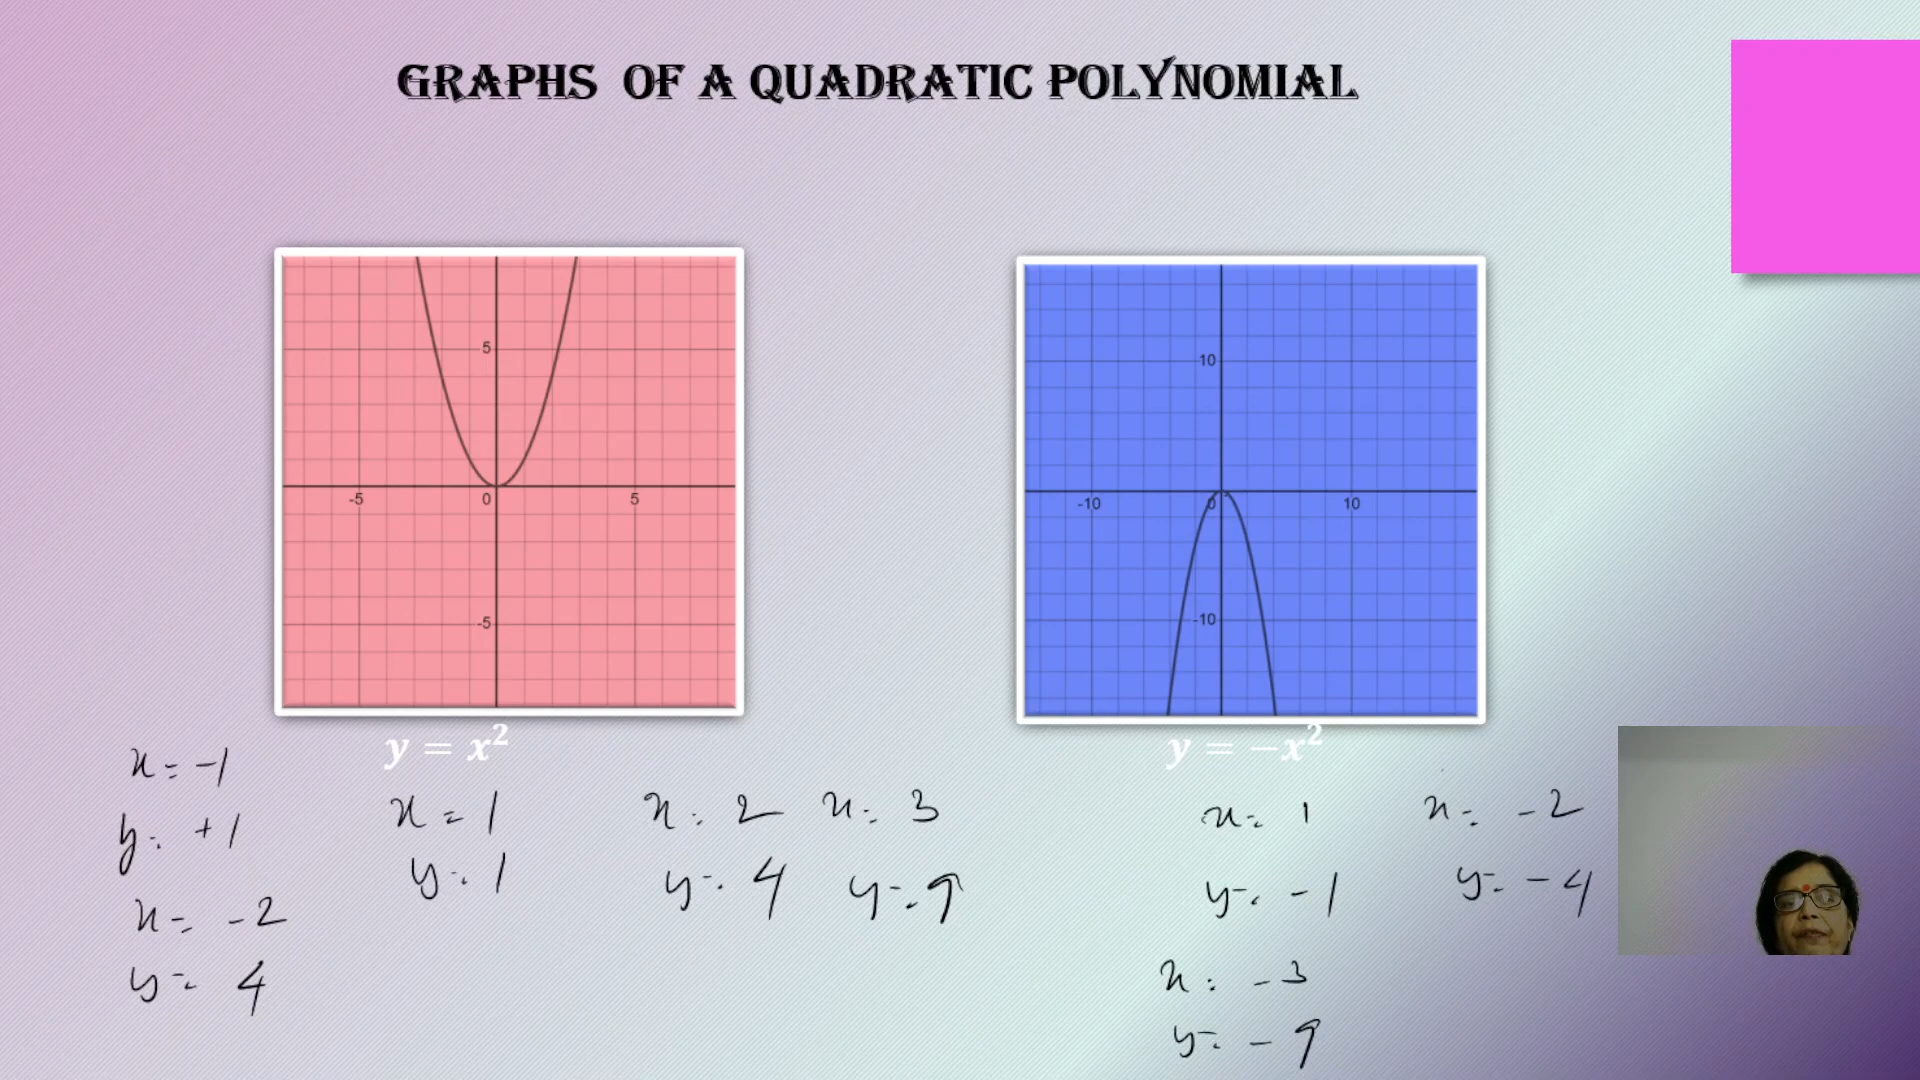 GRAPHS OF A QUADRATIC POLYNOMIAL
5
-5 0 5
-5
10
-10 0 10
-10
y = x²
y = −x²
x = -1
y = +1
x = -2
y = 4
x = 1
y = 1
x = 2
y = 4
x = 3
y = 9
x = 1
y = -1
x = -2
y = -4
x = -3
y = -9